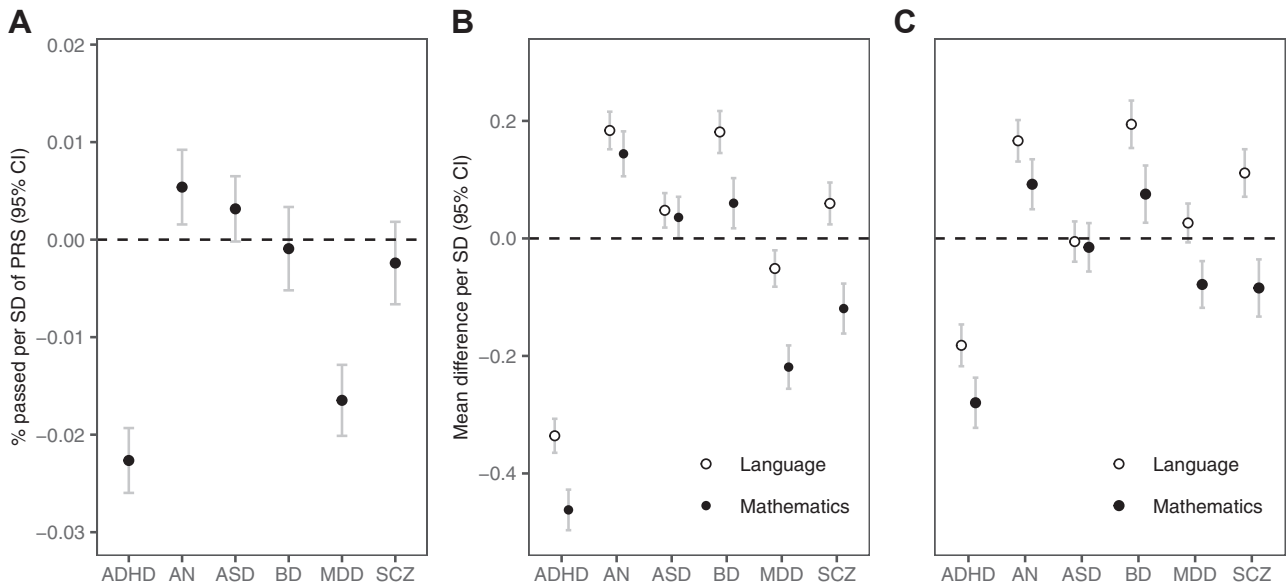 A
B
C
% passed per SD of PRS (95% CI)
0.02
0.01
0.00
−0.01
−0.02
−0.03
ADHD AN ASD BD MDD SCZ
Mean difference per SD (95% CI)
0.2
0.0
−0.2
−0.4
Language
Mathematics
ADHD AN ASD BD MDD SCZ
Language
Mathematics
ADHD AN ASD BD MDD SCZ